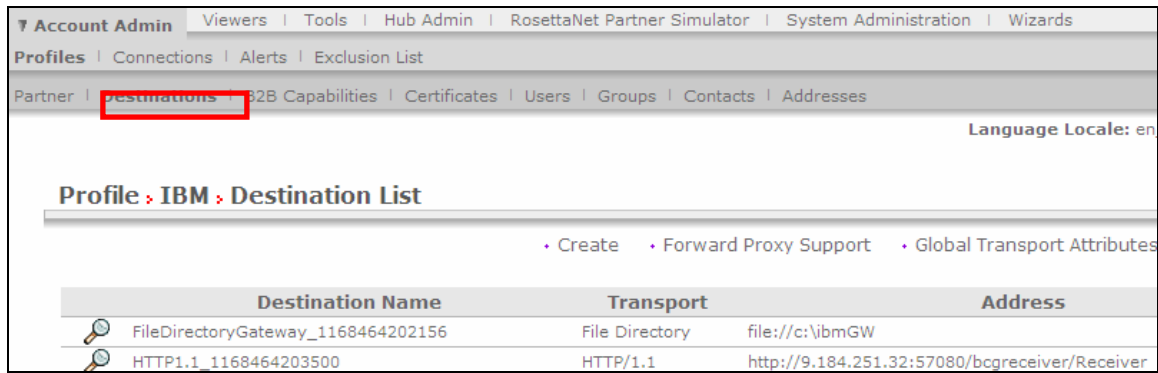 Account Admin Viewers | Tools | Hub Admin | RosettaNet Partner Simulator | System Administration | Wizards
Profiles | Connections | Alerts | Exclusion List
Partner | Destinations | B2B Capabilities | Certificates | Users | Groups | Contacts | Addresses
Language Locale: en_
Profile > IBM > Destination List
Create Forward Proxy Support Global Transport Attributes
Destination Name Transport Address
FileDirectoryGateway_1168464202156 File Directory file://c:\ibmGW
HTTP1.1_1168464203500 HTTP/1.1 http://9.184.251.32:57080/bcgreceiver/Receiver